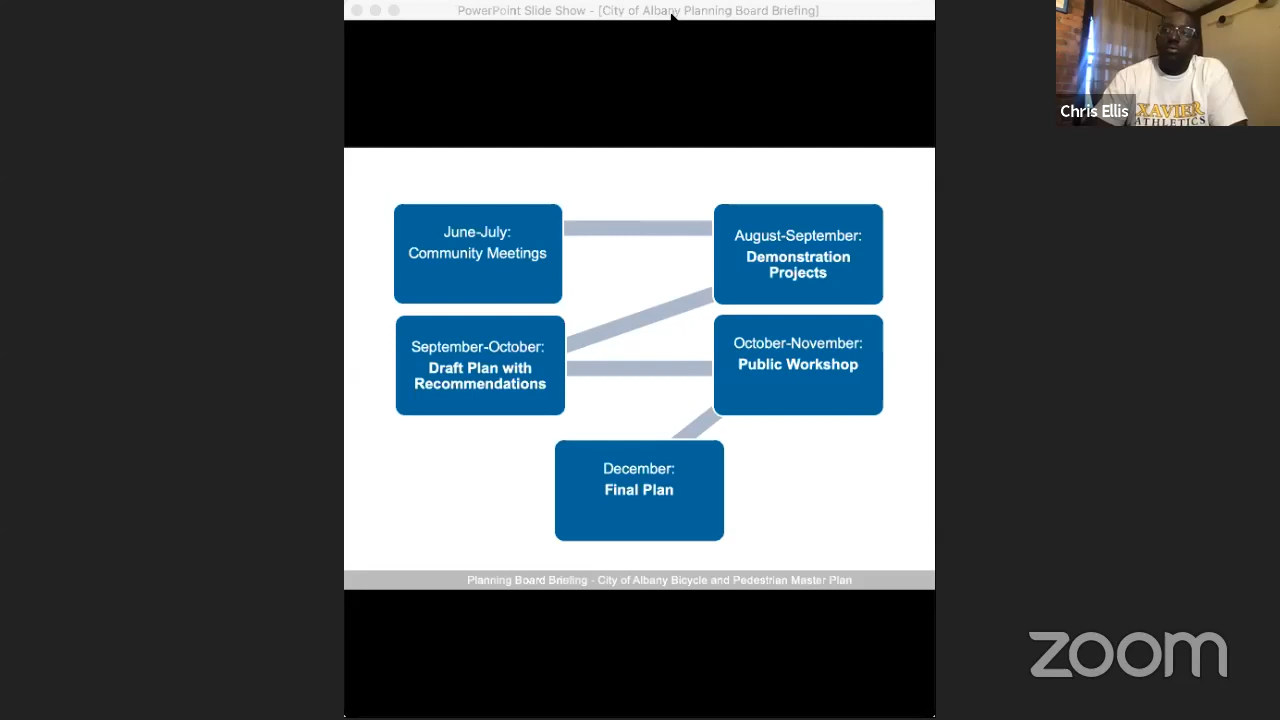 PowerPoint Slide Show - [City of Albany Planning Board Briefing]
Chris Ellis
XAVIER
ATHLETICS
June-July:
Community Meetings
August-September:
Demonstration
Projects
September-October:
Draft Plan with
Recommendations
October-November:
Public Workshop
December:
Final Plan
Planning Board Briefing - City of Albany Bicycle and Pedestrian Master Plan
zoom